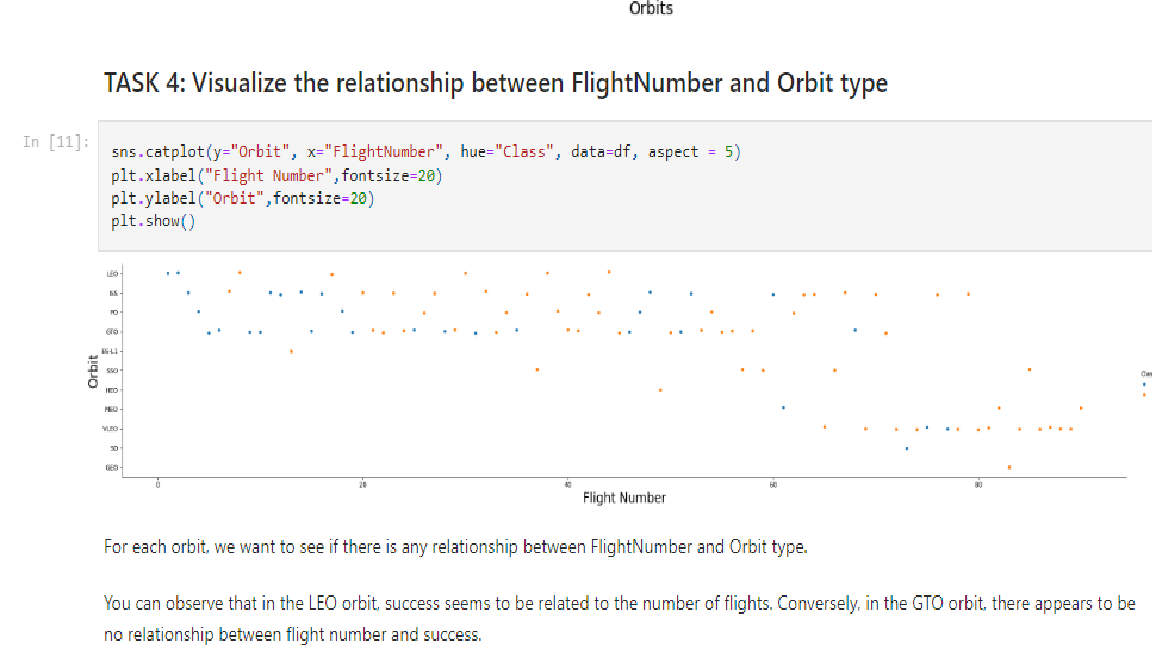 Orbits
TASK 4: Visualize the relationship between FlightNumber and Orbit type
In [11]:
sns.catplot(y="Orbit", x="FlightNumber", hue="Class", data=df, aspect = 5)
plt.xlabel("Flight Number",fontsize=20)
plt.ylabel("Orbit",fontsize=20)
plt.show()
LEO
ISS
PO
GTO
ES-L1
SSO
HEO
MEO
VLEO
SO
GEO
Orbit
0 20 40 60 80
Flight Number
For each orbit, we want to see if there is any relationship between FlightNumber and Orbit type.
You can observe that in the LEO orbit, success seems to be related to the number of flights. Conversely, in the GTO orbit, there appears to be
no relationship between flight number and success.